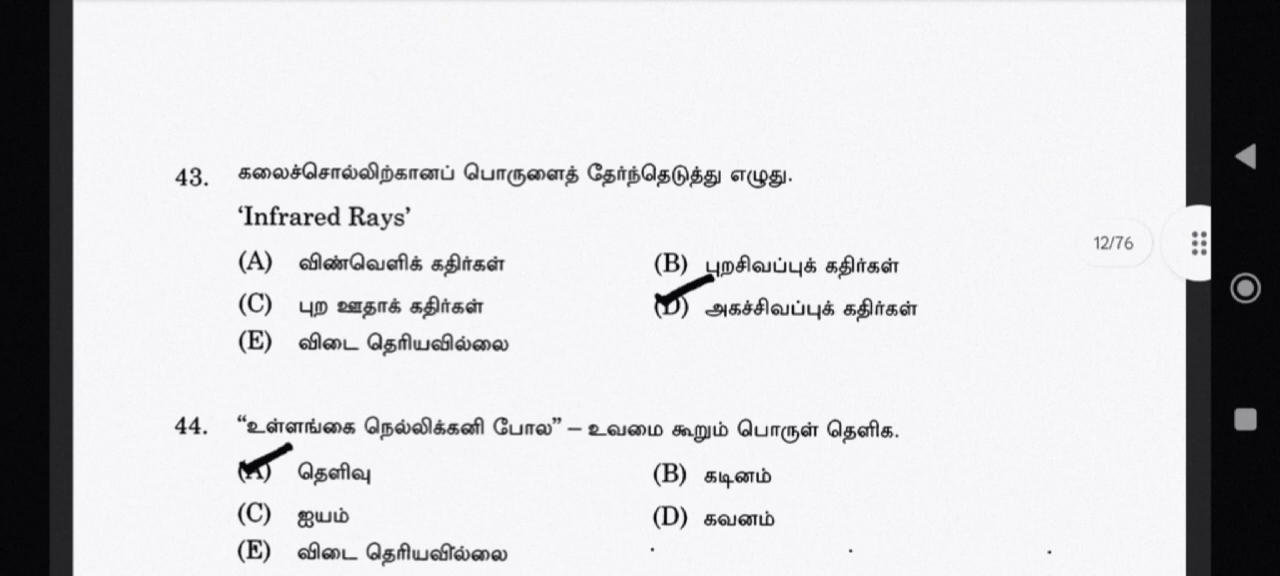 43. கலைச்சொல்லிற்கானப் பொருளைத் தேர்ந்தெடுத்து எழுது.
‘Infrared Rays’
(A) விண்வெளிக் கதிர்கள் (B) புறசிவப்புக் கதிர்கள்
(C) புற ஊதாக் கதிர்கள் (D) அகச்சிவப்புக் கதிர்கள்
(E) விடை தெரியவில்லை
12/76
44. “உள்ளங்கை நெல்லிக்கனி போல” – உவமை கூறும் பொருள் தெளிக.
(A) தெளிவு (B) கடினம்
(C) ஐயம் (D) கவனம்
(E) விடை தெரியவில்லை